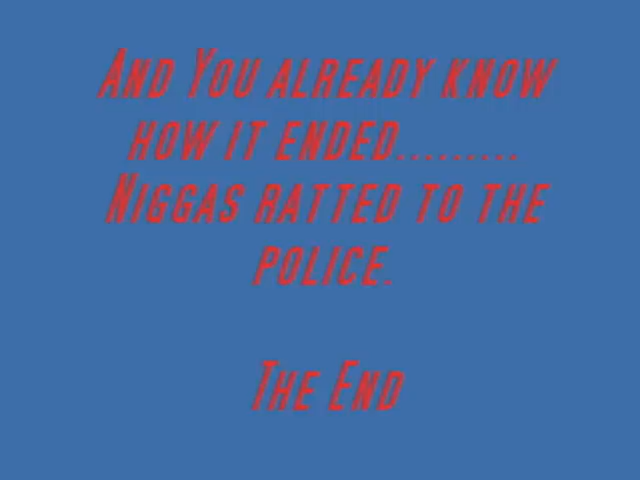 And You already know
how it ended.........
Niggas ratted to the
police.
The End